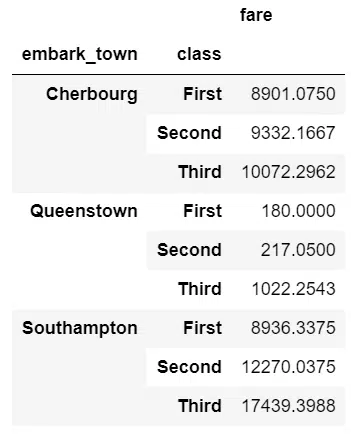 fare
embark_town class
Cherbourg First 8901.0750
Second 9332.1667
Third 10072.2962
Queenstown First 180.0000
Second 217.0500
Third 1022.2543
Southampton First 8936.3375
Second 12270.0375
Third 17439.3988